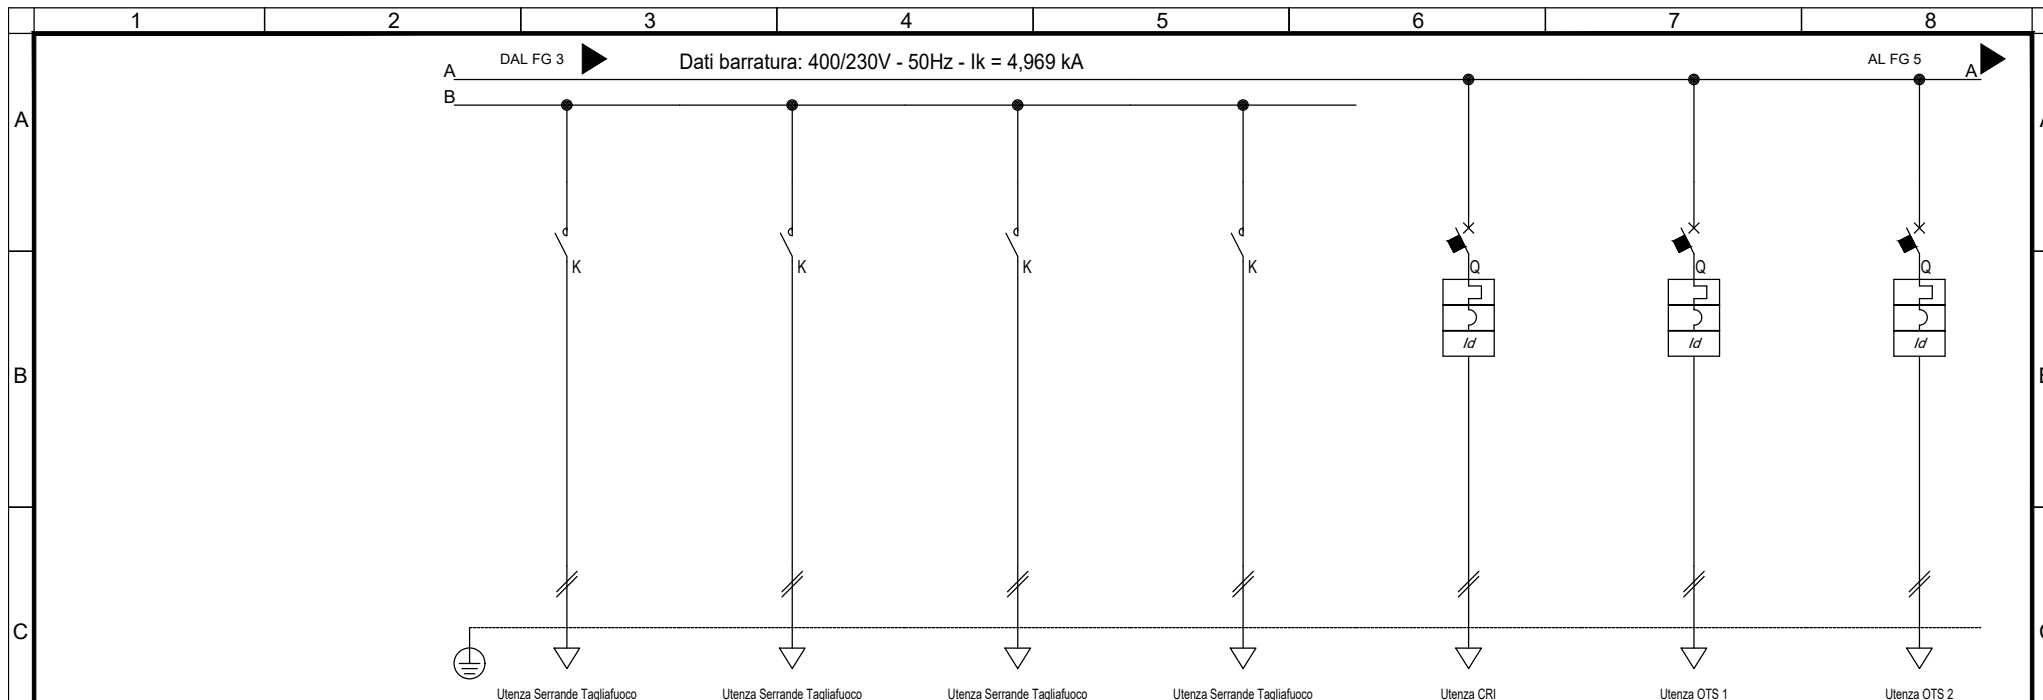 1 2 3 4 5 6 7 8
DAL FG 3 Dati barratura: 400/230V - 50Hz - Ik = 4,969 kA AL FG 5
A A
B
A
K K K K Q Q Q
Id Id Id
B
C
Utenza Serrande Tagliafuoco Utenza Serrande Tagliafuoco Utenza Serrande Tagliafuoco Utenza Serrande Tagliafuoco Utenza CRI Utenza OTS 1 Utenza OTS 2